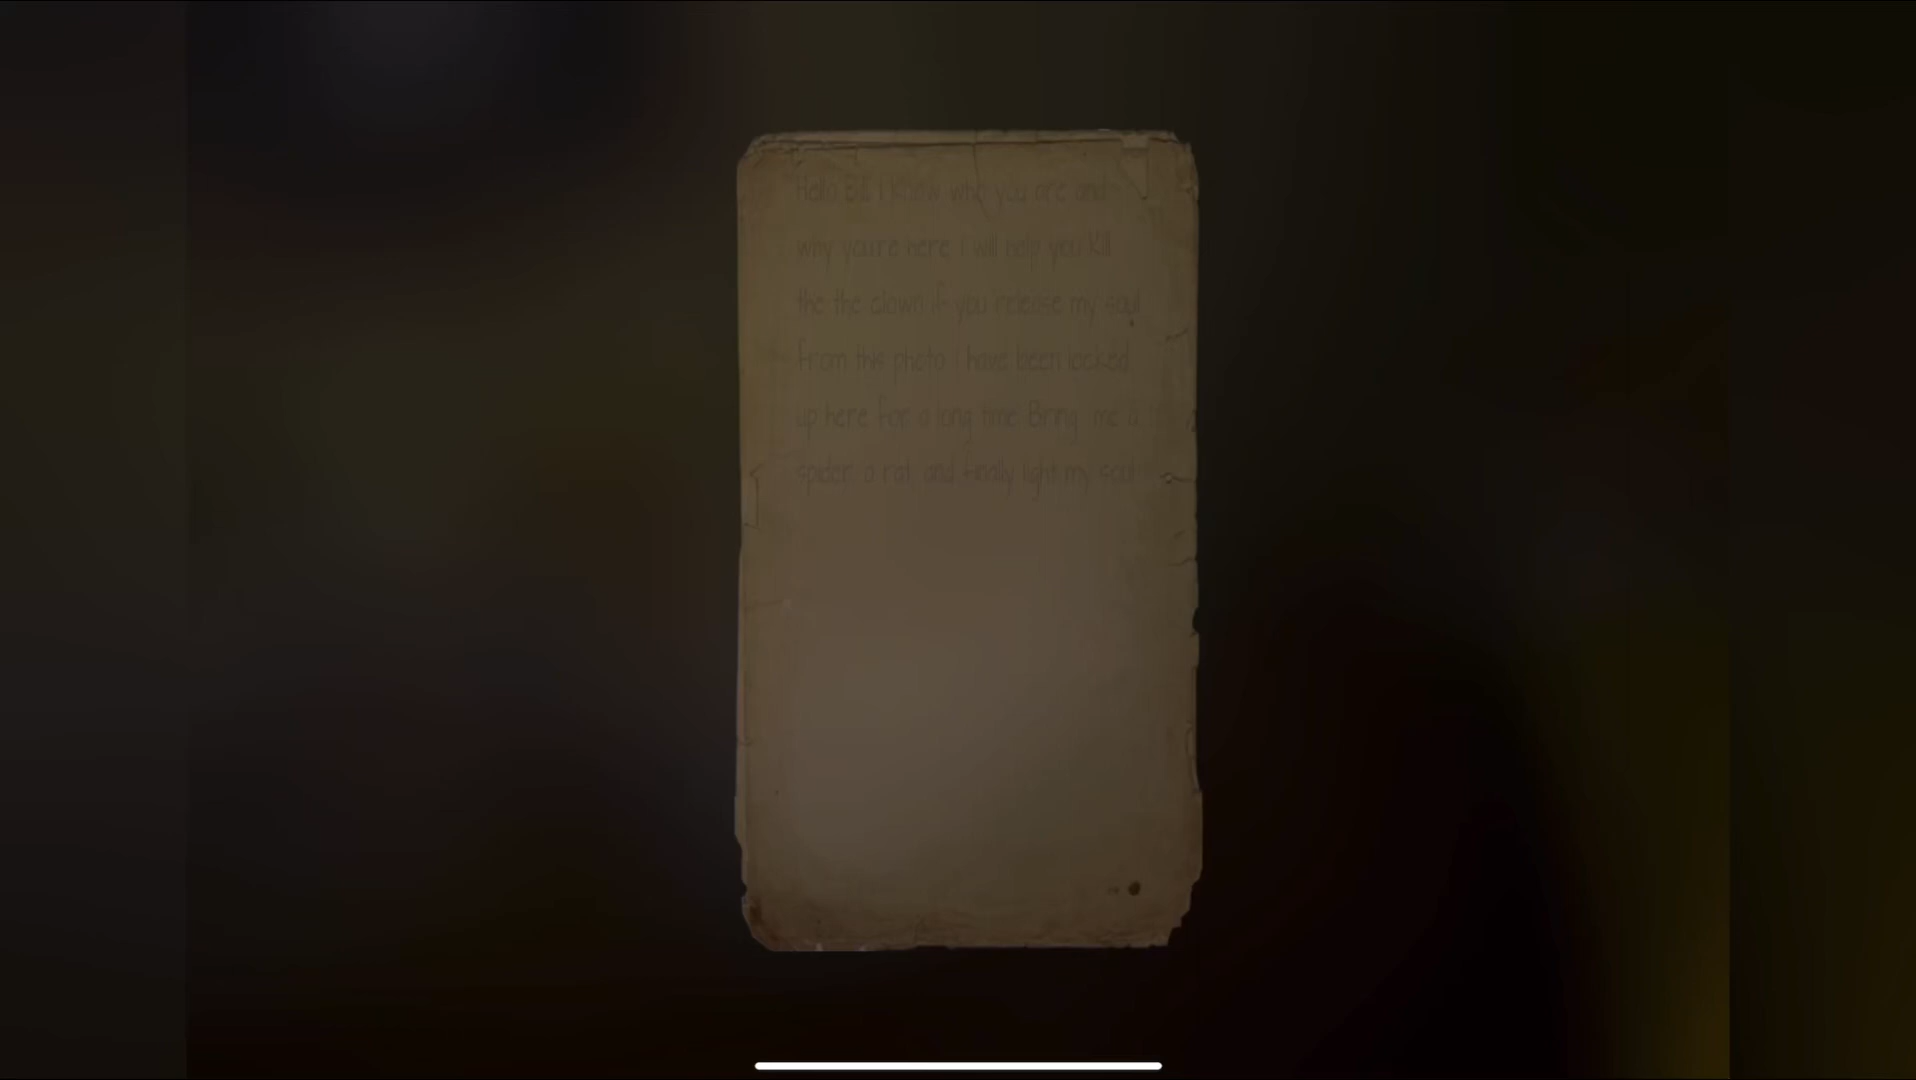 Hello Bill I know who you are and
why you're here I will help you kill
the the clown if you release my soul
from this photo I have been locked
up here for a long time Bring me a
spider, a rat, and finally light my soul